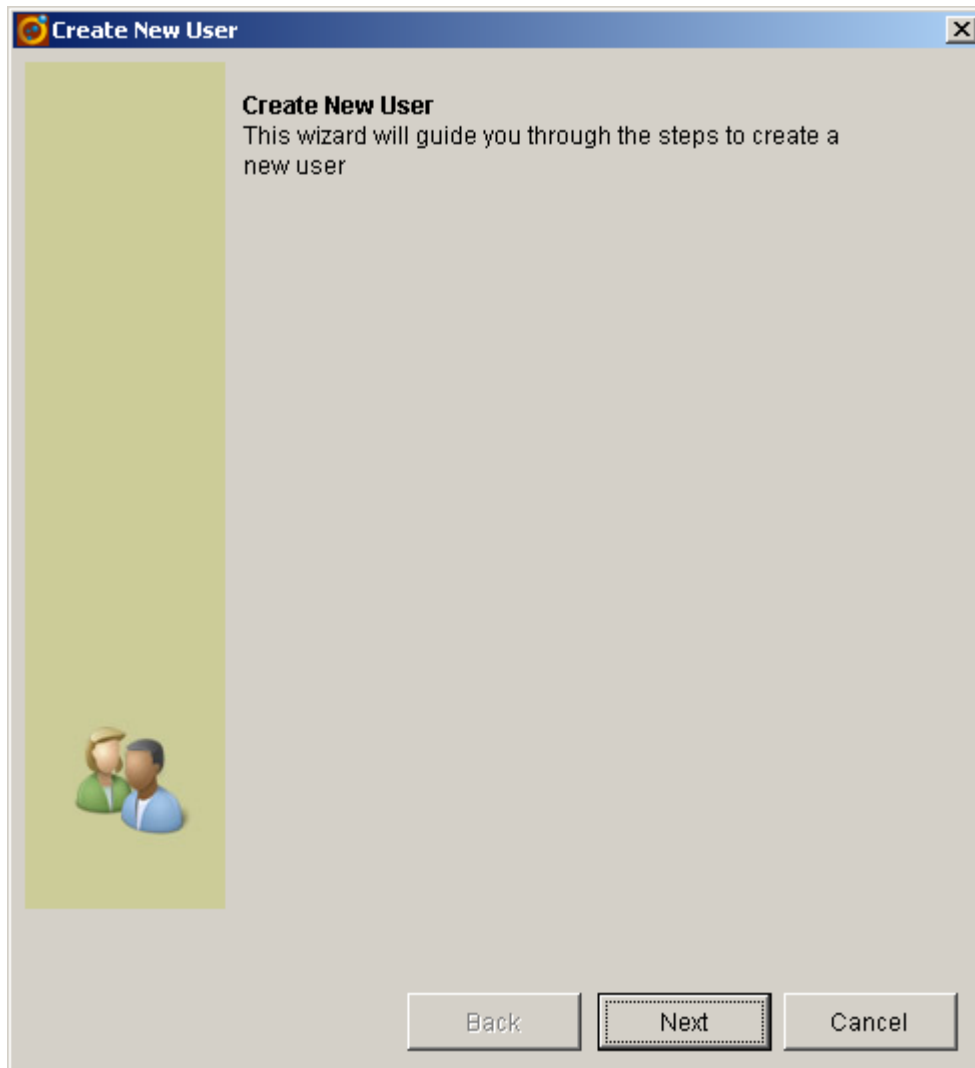 Create New User
Create New User
This wizard will guide you through the steps to create a
new user
Back
Next
Cancel